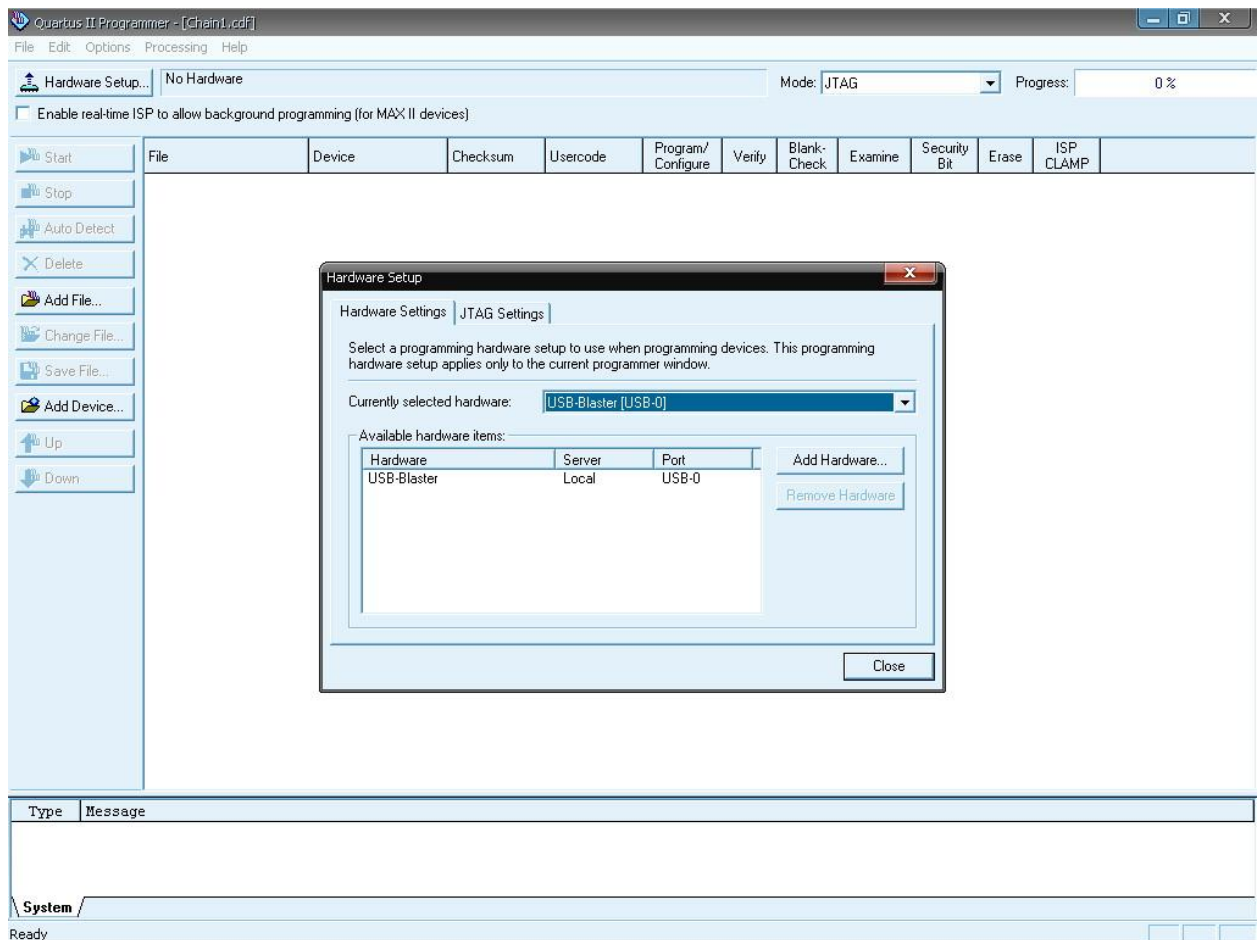 Quartus II Programmer - [Chain1.cdf]
File Edit Options Processing Help
Hardware Setup... No Hardware Mode: JTAG Progress: 0 %
Enable real-time ISP to allow background programming (for MAX II devices)
Start
Stop
Auto Detect
Delete
Add File...
Change File...
Save File...
Add Device...
Up
Down
File Device Checksum Usercode Program/ Configure Verify Blank- Check Examine Security Bit Erase ISP CLAMP
Hardware Setup
Hardware Settings JTAG Settings
Select a programming hardware setup to use when programming devices. This programming
hardware setup applies only to the current programmer window.
Currently selected hardware: USB-Blaster [USB-0]
Available hardware items:
Hardware Server Port
USB-Blaster Local USB-0
Add Hardware...
Remove Hardware
Close
Type Message
System
Ready